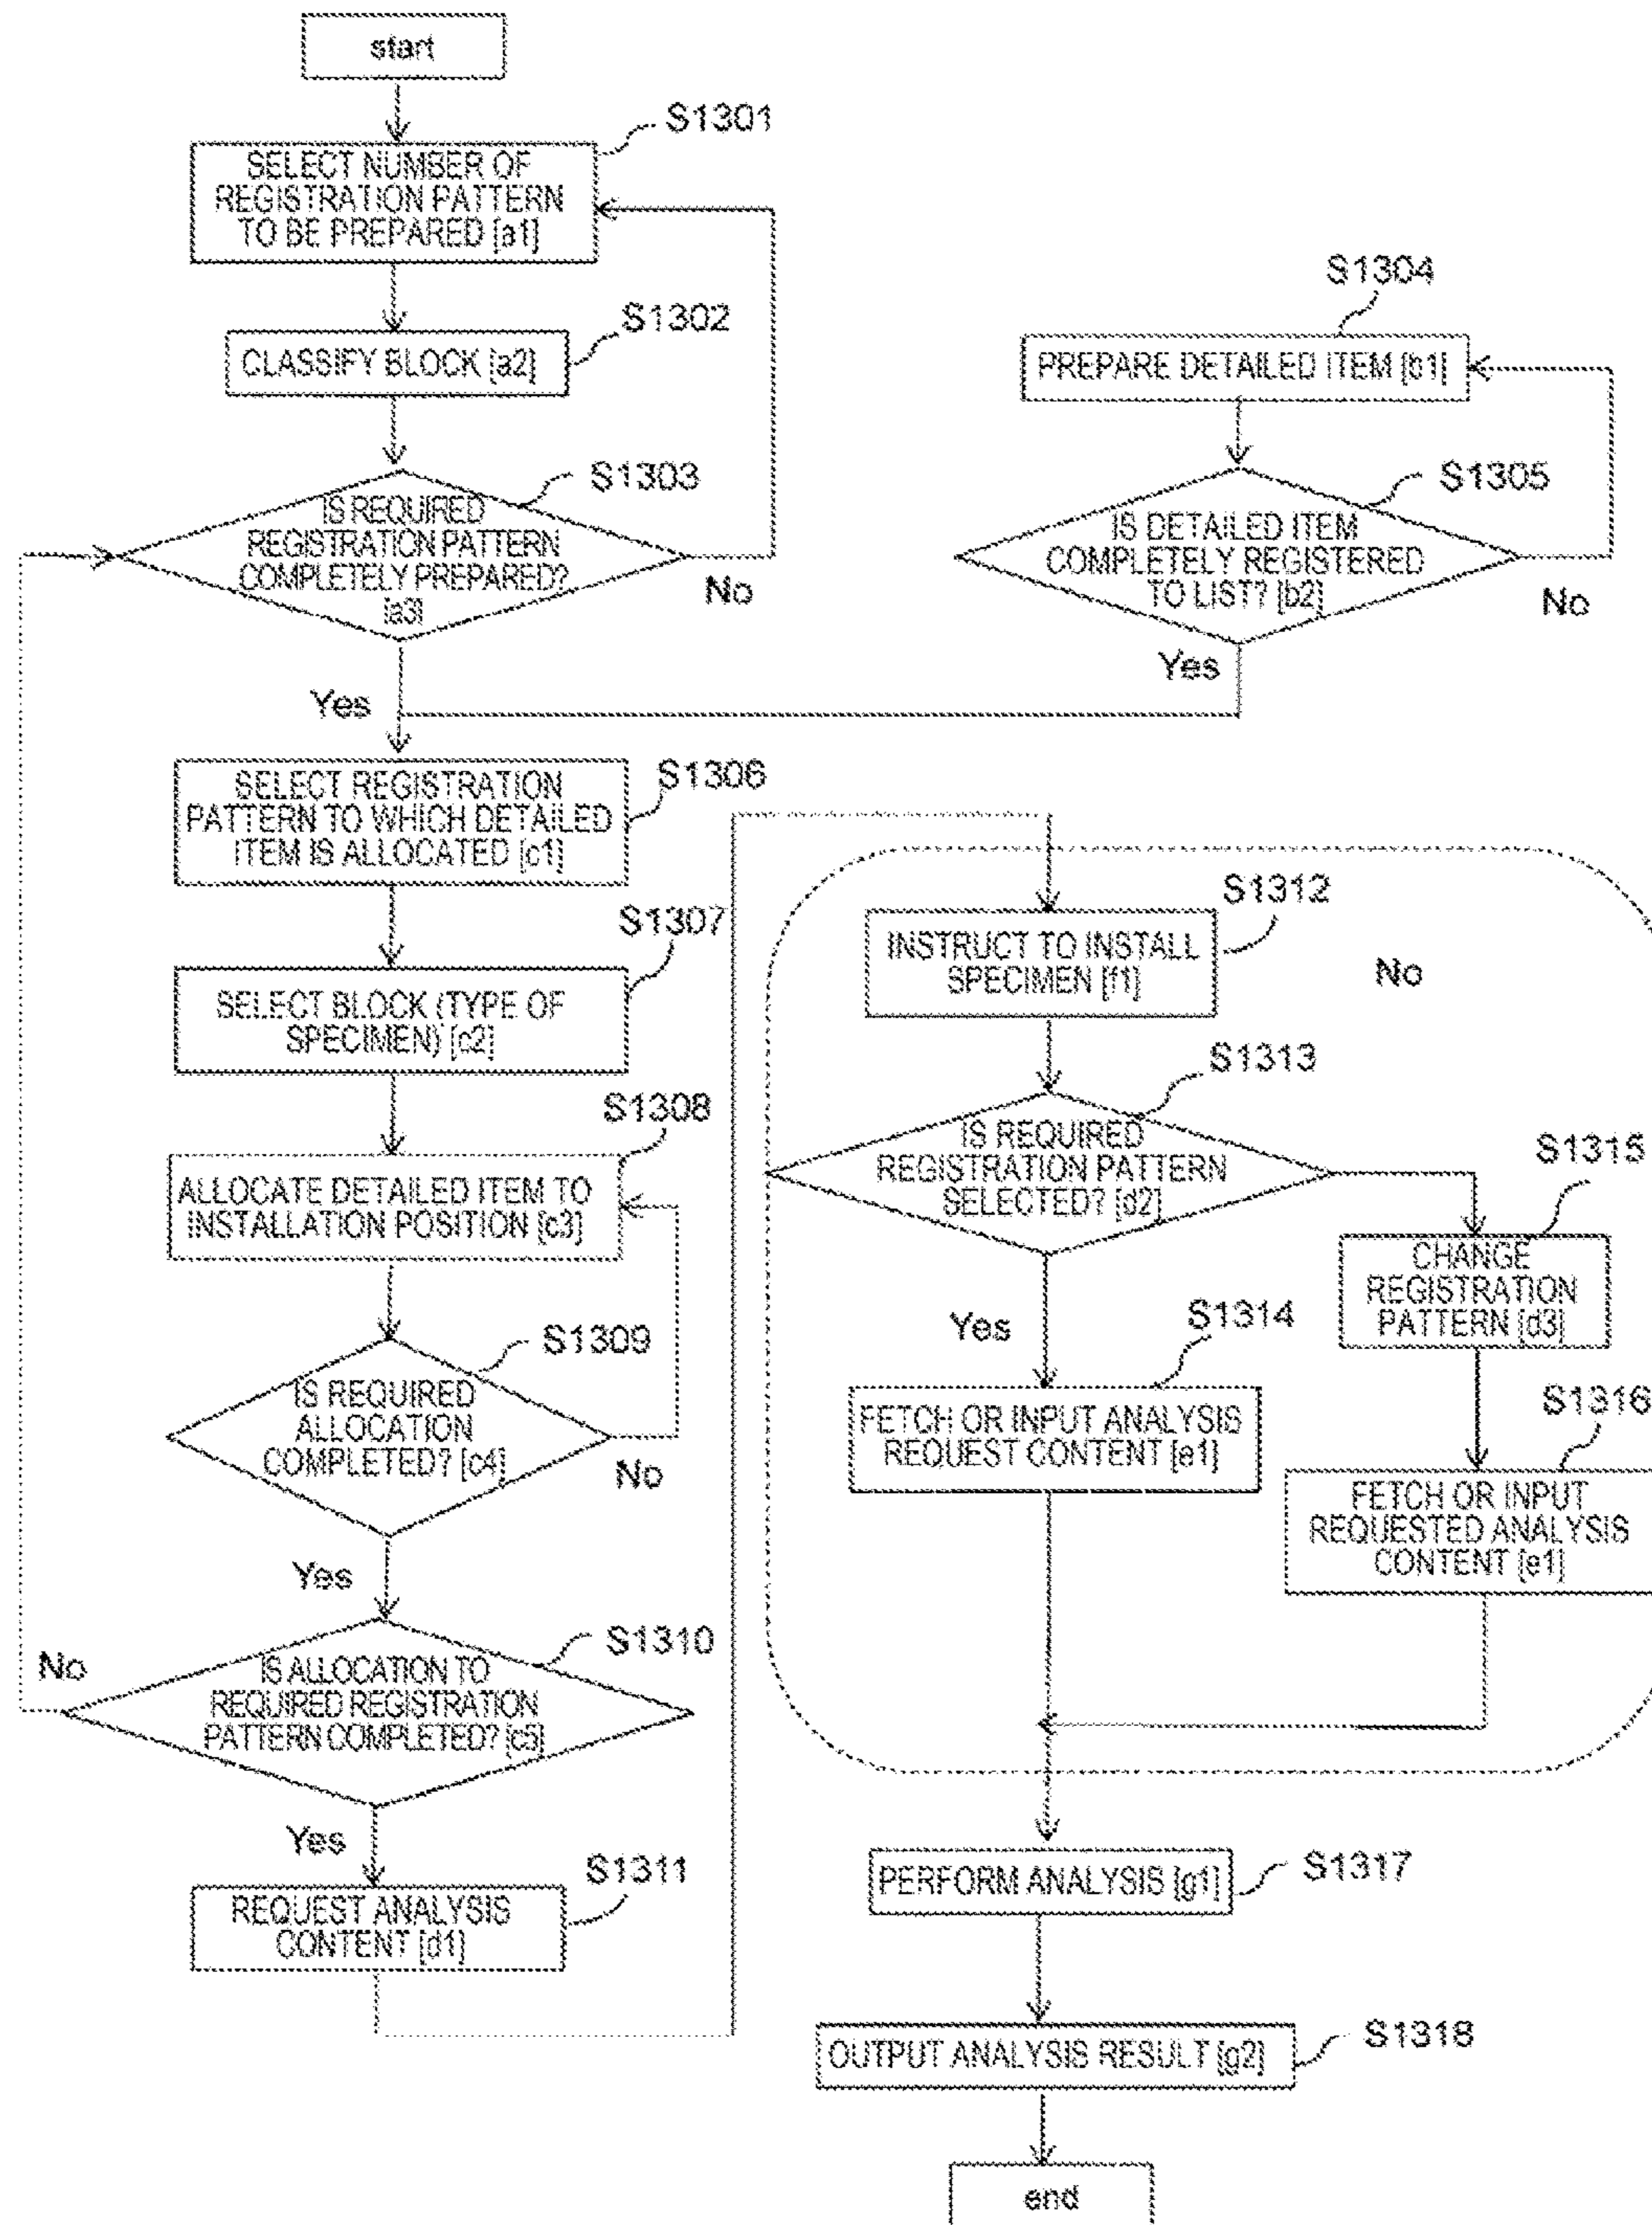 start
S1301
SELECT NUMBER OF
REGISTRATION PATTERN
TO BE PREPARED [a1]
S1302
CLASSIFY BLOCK [a2]
S1303
IS REQUIRED
REGISTRATION PATTERN
COMPLETELY PREPARED?
[a3]
No
Yes
S1304
PREPARE DETAILED ITEM [b1]
S1305
IS DETAILED ITEM
COMPLETELY REGISTERED
TO LIST? [b2]
No
Yes
S1306
SELECT REGISTRATION
PATTERN TO WHICH DETAILED
ITEM IS ALLOCATED [c1]
S1307
SELECT BLOCK (TYPE OF
SPECIMEN) [c2]
S1308
ALLOCATE DETAILED ITEM TO
INSTALLATION POSITION [c3]
S1309
IS REQUIRED
ALLOCATION
COMPLETED? [c4]
No
Yes
S1310
No
IS ALLOCATION TO
REQUIRED REGISTRATION
PATTERN COMPLETED? [c5]
Yes
S1311
REQUEST ANALYSIS
CONTENT [d1]
S1312
INSTRUCT TO INSTALL
SPECIMEN [f1]
No
S1313
IS REQUIRED
REGISTRATION PATTERN
SELECTED? [d2]
S1315
CHANGE
REGISTRATION
PATTERN [d3]
Yes
S1314
FETCH OR INPUT ANALYSIS
REQUEST CONTENT [e1]
S1316
FETCH OR INPUT
REQUESTED ANALYSIS
CONTENT [e1]
PERFORM ANALYSIS [g1]
S1317
OUTPUT ANALYSIS RESULT [g2]
S1318
end